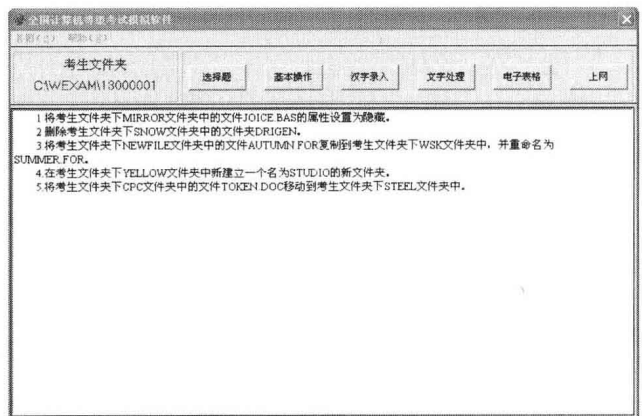 全国计算机等级考试模拟软件
答题(C) 帮助(E)
考生文件夹
C:\WEXAM\13000001
选择题 基本操作 汉字录入 文字处理 电子表格 上网
1.将考生文件夹下MIRROR文件夹中的文件JOICE.BAS的属性设置为隐藏。
2.删除考生文件夹下SNOW文件夹中的文件夹DRIGEN。
3.将考生文件夹下NEWFILE文件夹中的文件AUTUMN.FOR复制到考生文件夹下WSK文件夹中，并重命名为
SUMMER.FOR。
4.在考生文件夹下YELLOW文件夹中新建立一个名为STUDIO的新文件夹。
5.将考生文件夹下CPC文件夹中的文件TOKEN.DOC移动到考生文件夹下STEEL文件夹中。